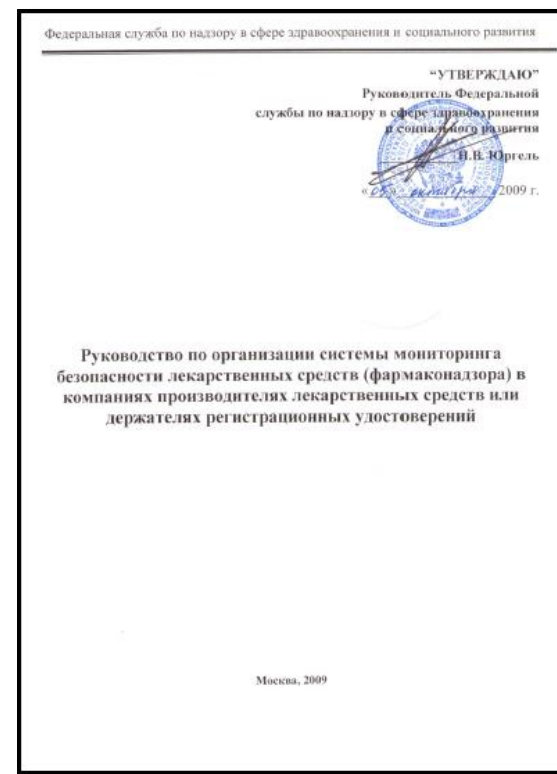 Федеральная служба по надзору в сфере здравоохранения и социального развития
“УТВЕРЖДАЮ”
Руководитель Федеральной
службы по надзору в сфере здравоохранения
и социального развития
Н.В. Юргель
« 05 » октября 2009 г.
Руководство по организации системы мониторинга
безопасности лекарственных средств (фармаконадзора) в
компаниях производителях лекарственных средств или
держателях регистрационных удостоверений
Москва, 2009